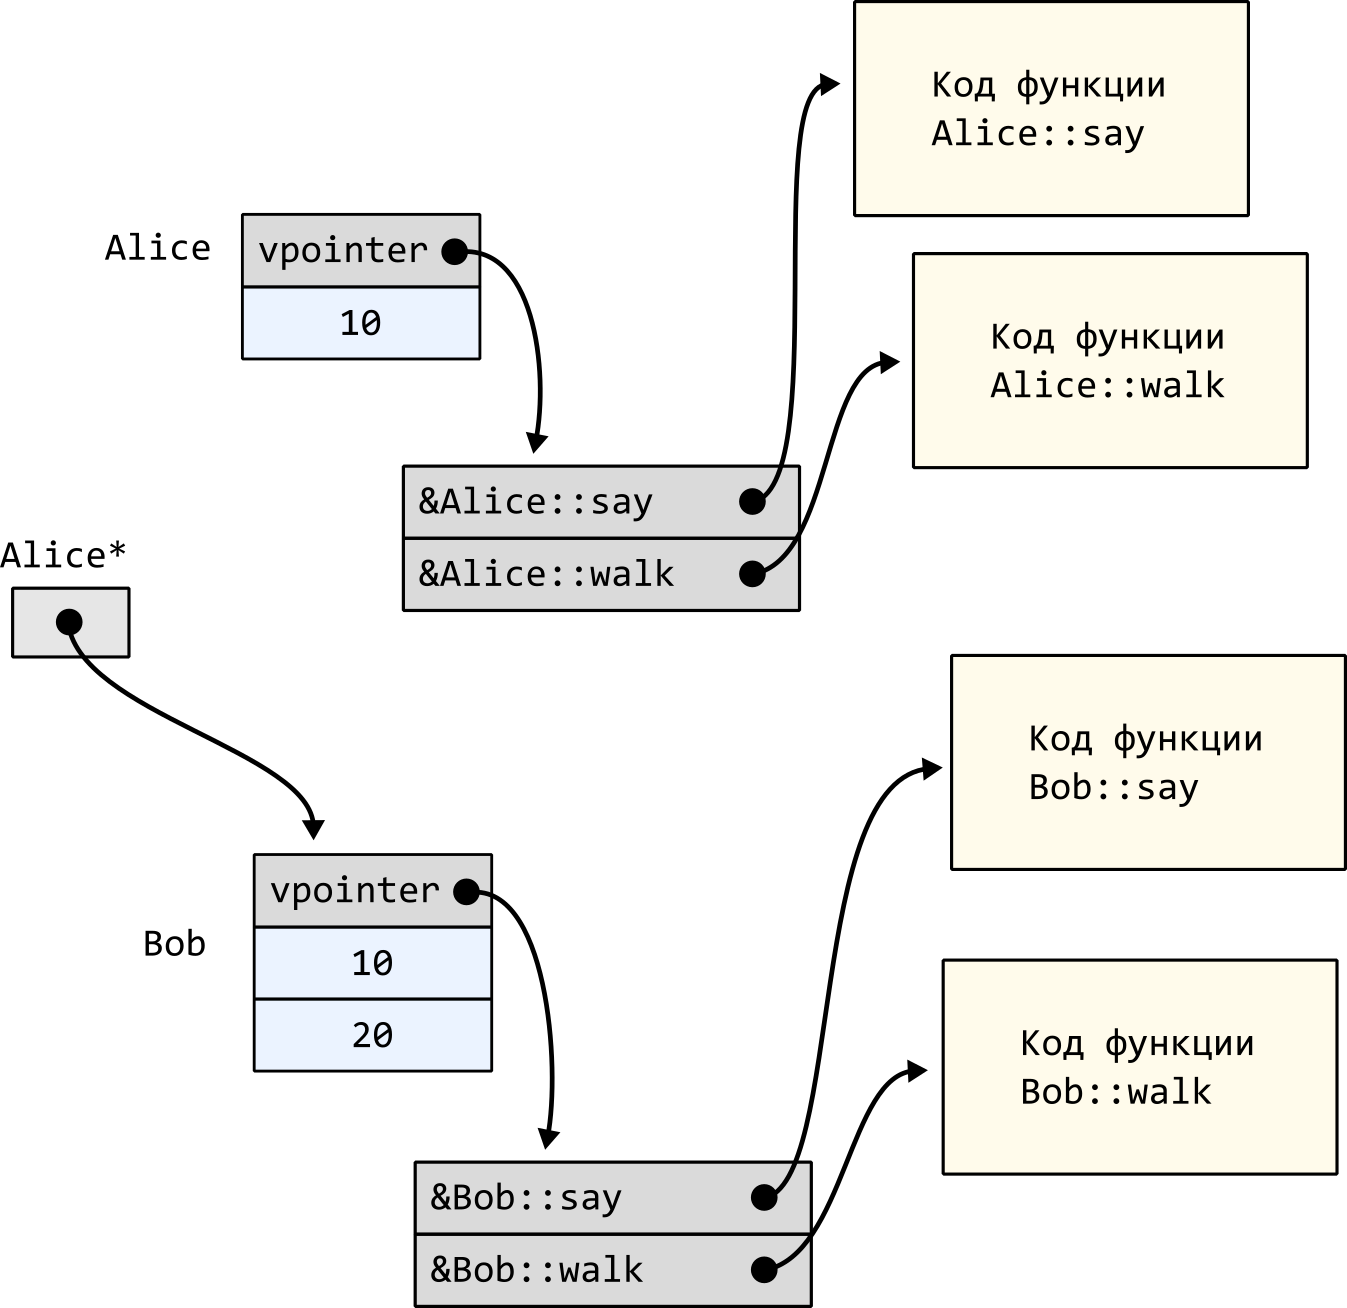 Код функции
Alice::say
Alice
vpointer
10
Код функции
Alice::walk
&Alice::say
&Alice::walk
Alice*
Код функции
Bob::say
vpointer
Bob
10
20
Код функции
Bob::walk
&Bob::say
&Bob::walk